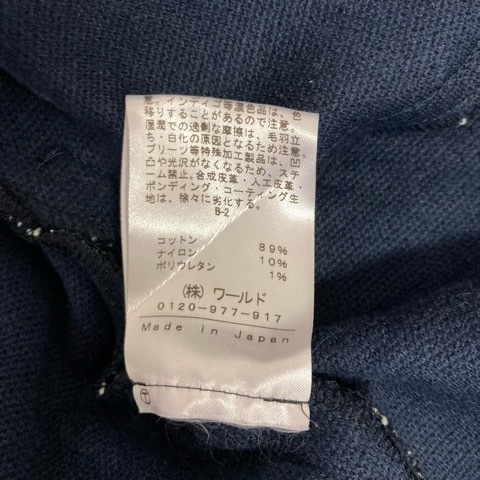 意。インディゴ等濃色品は、色
移りすることがあるので注意。
湿潤での過剰な摩擦は、毛羽立
ち・白化の原因となるため注意。
プリーツ等特殊加工製品は、凹
凸や光沢がなくなるため、スチ
ーム禁止。合成皮革・人工皮革・
ボンディング・コーティング生
地は、徐々に劣化する。
B-2
コットン 89%
ナイロン 10%
ポリウレタン 1%
(株) ワールド
0120-977-917
Made in Japan